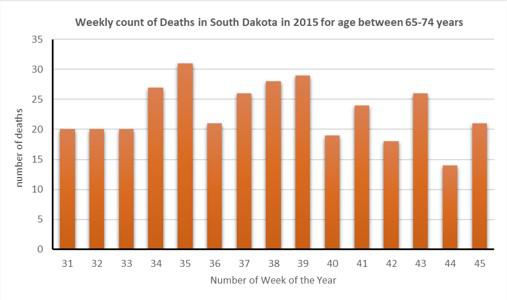 Weekly count of Deaths in South Dakota in 2015 for age between 65-74 years
35
30
25
20
15
10
5
0
number of deaths
31 32 33 34 35 36 37 38 39 40 41 42 43 44 45
Number of Week of the Year